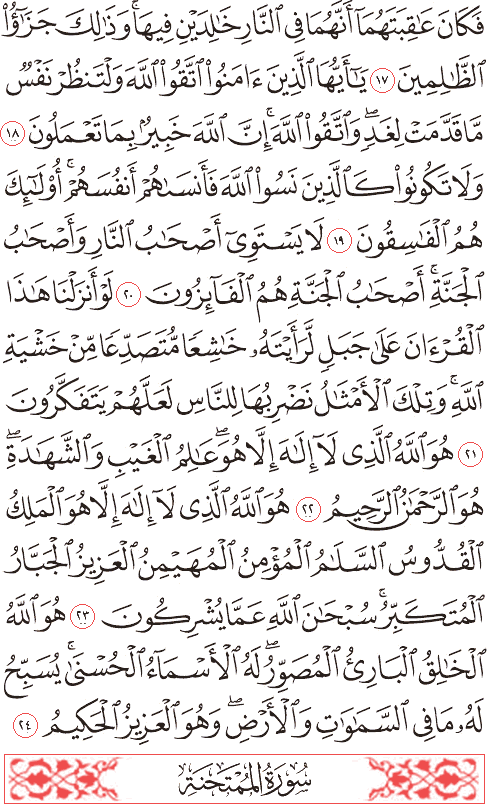 فَكَانَ عَٰقِبَتَهُمَآ أَنَّهُمَا فِى ٱلنَّارِ خَٰلِدَيْنِ فِيهَا ۚ وَذَٰلِكَ جَزَٰٓؤُا۟
ٱلظَّٰلِمِينَ ١٧ يَٰٓأَيُّهَا ٱلَّذِينَ ءَامَنُوا۟ ٱتَّقُوا۟ ٱللَّهَ وَلْتَنظُرْ نَفْسٌ
مَّا قَدَّمَتْ لِغَدٍ ۖ وَٱتَّقُوا۟ ٱللَّهَ ۚ إِنَّ ٱللَّهَ خَبِيرٌۢ بِمَا تَعْمَلُونَ ١٨
وَلَا تَكُونُوا۟ كَٱلَّذِينَ نَسُوا۟ ٱللَّهَ فَأَنسَىٰهُمْ أَنفُسَهُمْ ۚ أُو۟لَٰٓئِكَ
هُمُ ٱلْفَٰسِقُونَ ١٩ لَا يَسْتَوِىٓ أَصْحَٰبُ ٱلنَّارِ وَأَصْحَٰبُ
ٱلْجَنَّةِ ۚ أَصْحَٰبُ ٱلْجَنَّةِ هُمُ ٱلْفَآئِزُونَ ٢٠ لَوْ أَنزَلْنَا هَٰذَا
ٱلْقُرْءَانَ عَلَىٰ جَبَلٍ لَّرَأَيْتَهُۥ خَٰشِعًا مُّتَصَدِّعًا مِّنْ خَشْيَةِ
ٱللَّهِ ۚ وَتِلْكَ ٱلْأَمْثَٰلُ نَضْرِبُهَا لِلنَّاسِ لَعَلَّهُمْ يَتَفَكَّرُونَ
٢١ هُوَ ٱللَّهُ ٱلَّذِى لَآ إِلَٰهَ إِلَّا هُوَ ۖ عَٰلِمُ ٱلْغَيْبِ وَٱلشَّهَٰدَةِ ۖ
هُوَ ٱلرَّحْمَٰنُ ٱلرَّحِيمُ ٢٢ هُوَ ٱللَّهُ ٱلَّذِى لَآ إِلَٰهَ إِلَّا هُوَ ٱلْمَلِكُ
ٱلْقُدُّوسُ ٱلسَّلَٰمُ ٱلْمُؤْمِنُ ٱلْمُهَيْمِنُ ٱلْعَزِيزُ ٱلْجَبَّارُ
ٱلْمُتَكَبِّرُ ۚ سُبْحَٰنَ ٱللَّهِ عَمَّا يُشْرِكُونَ ٢٣ هُوَ ٱللَّهُ
ٱلْخَٰلِقُ ٱلْبَارِئُ ٱلْمُصَوِّرُ ۖ لَهُ ٱلْأَسْمَآءُ ٱلْحُسْنَىٰ ۚ يُسَبِّحُ
لَهُۥ مَا فِى ٱلسَّمَٰوَٰتِ وَٱلْأَرْضِ ۖ وَهُوَ ٱلْعَزِيزُ ٱلْحَكِيمُ ٢٤
سُورَةُ المُمْتَحنَةِ